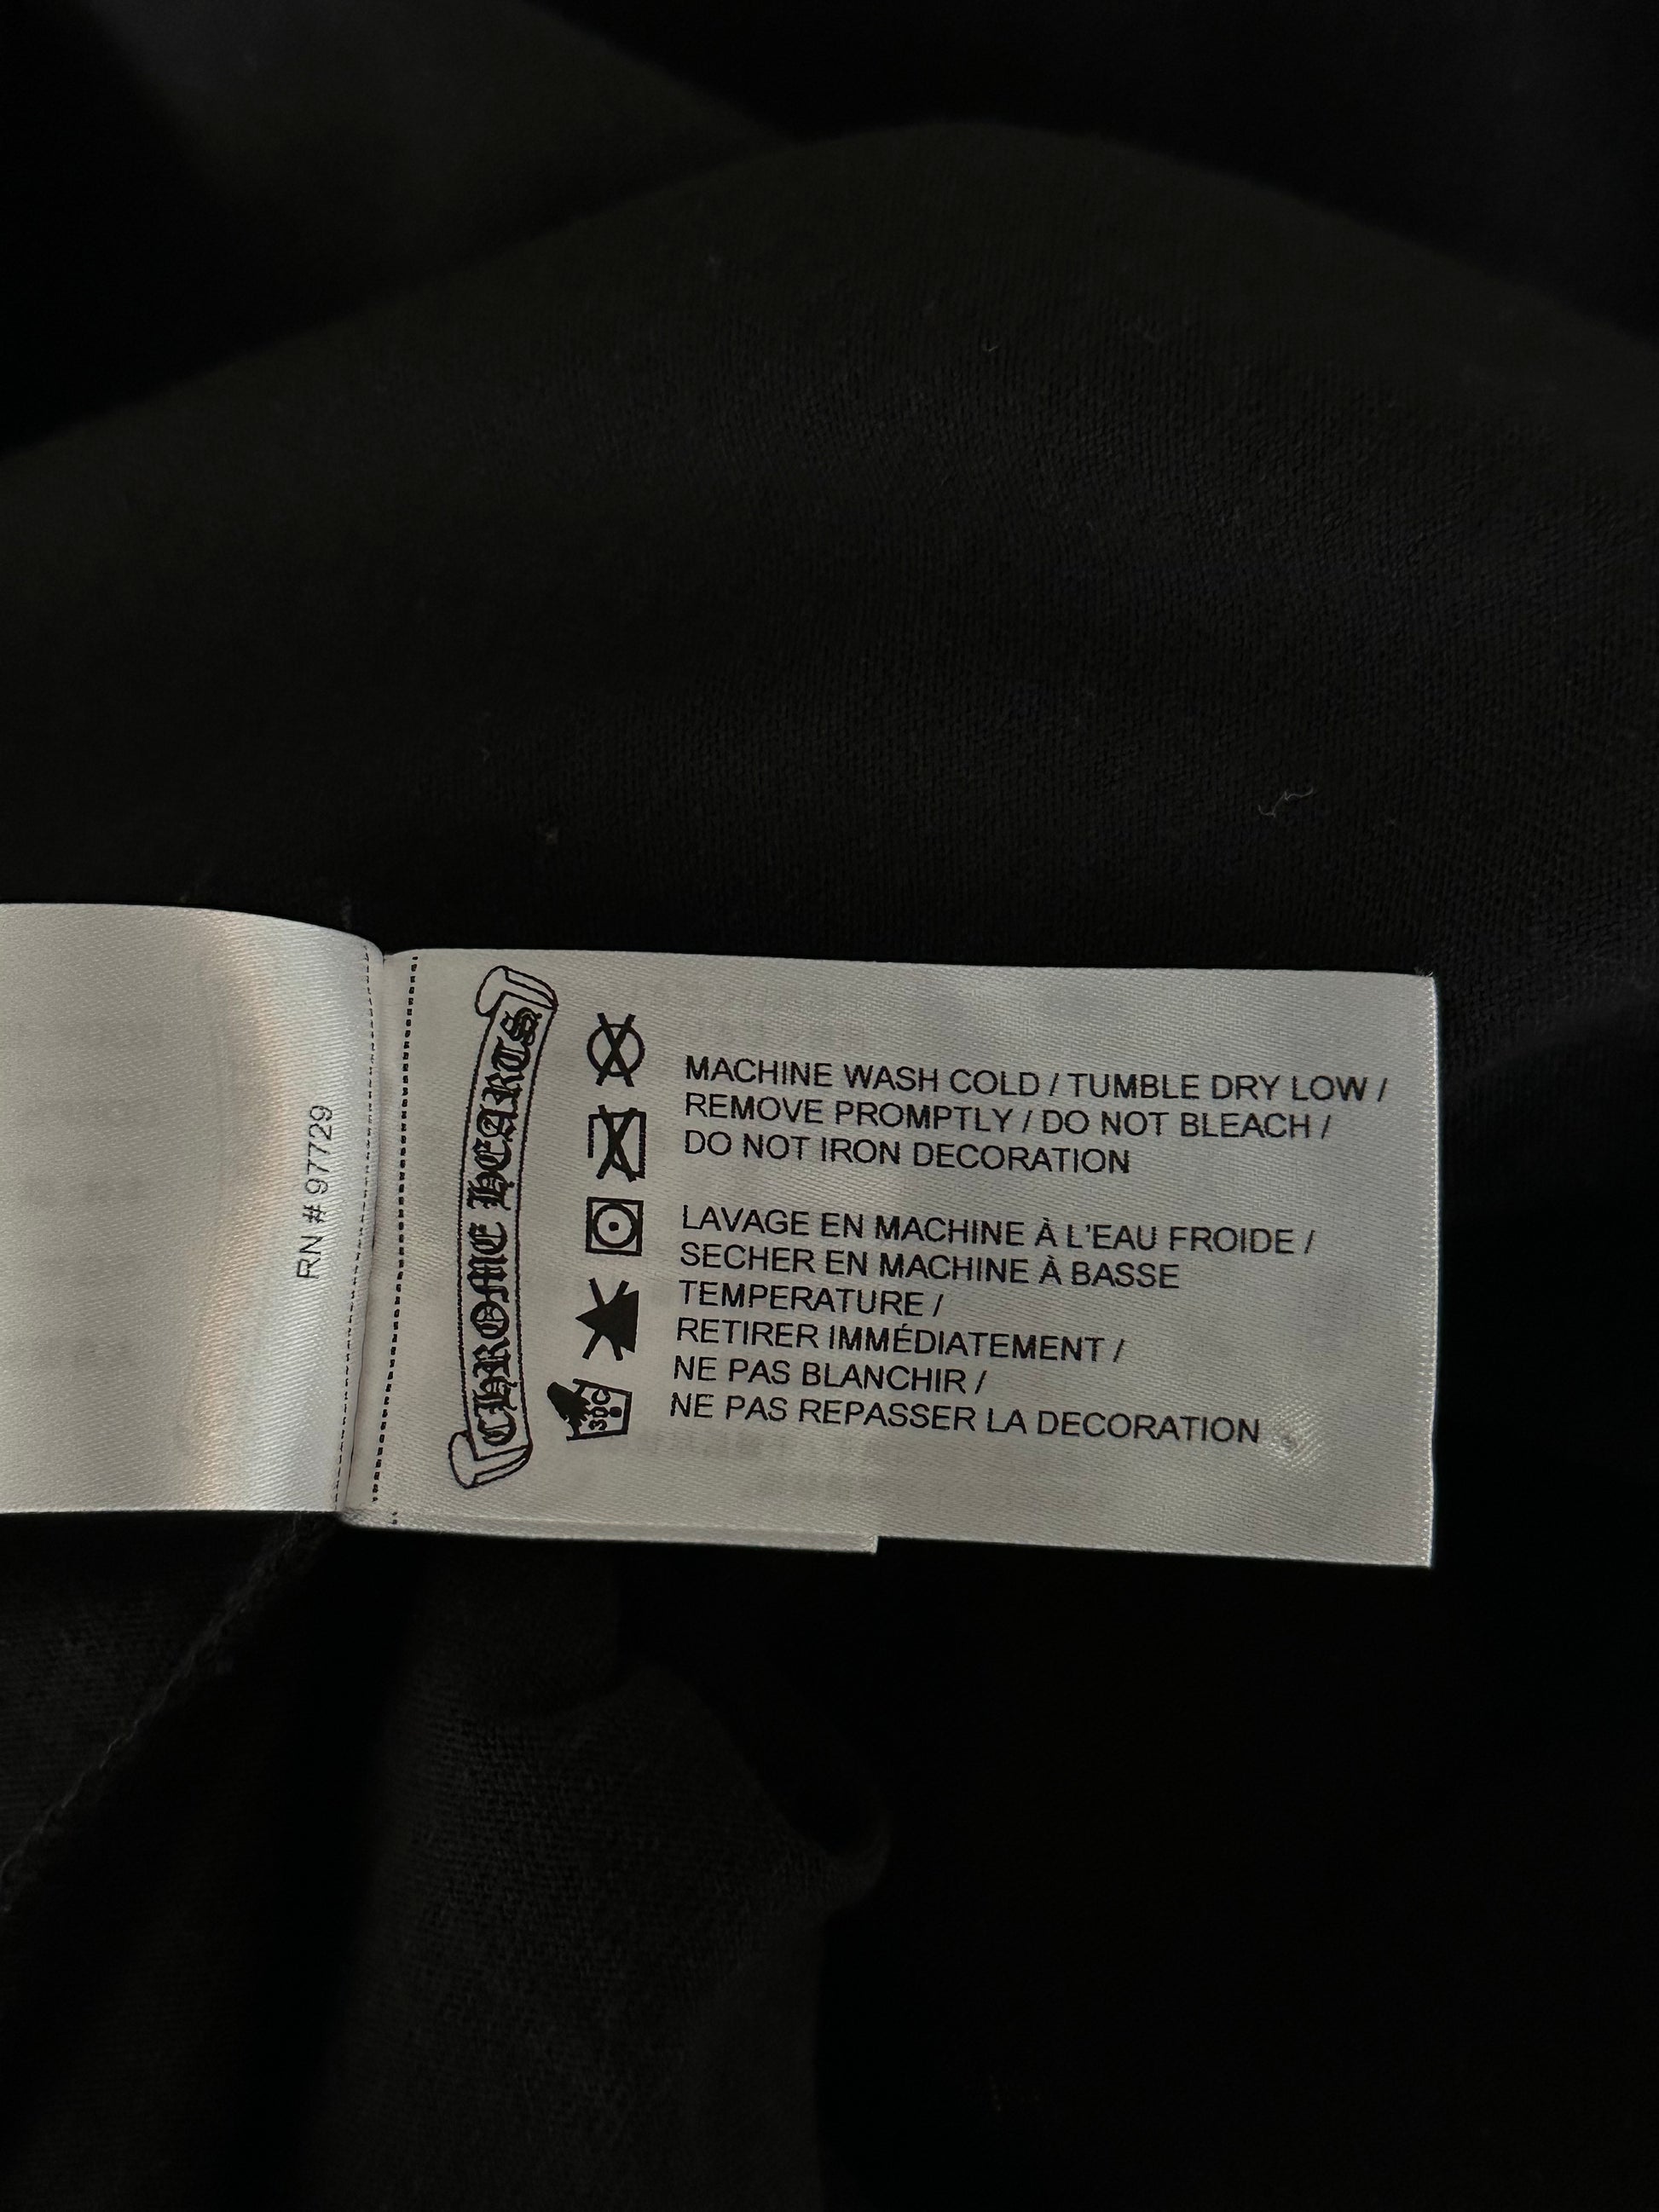 RN # 97729
CHROME HEARTS
MACHINE WASH COLD / TUMBLE DRY LOW /
REMOVE PROMPTLY / DO NOT BLEACH /
DO NOT IRON DECORATION
LAVAGE EN MACHINE À L'EAU FROIDE /
SECHER EN MACHINE À BASSE
TEMPERATURE /
RETIRER IMMÉDIATEMENT /
NE PAS BLANCHIR /
NE PAS REPASSER LA DECORATION
30C